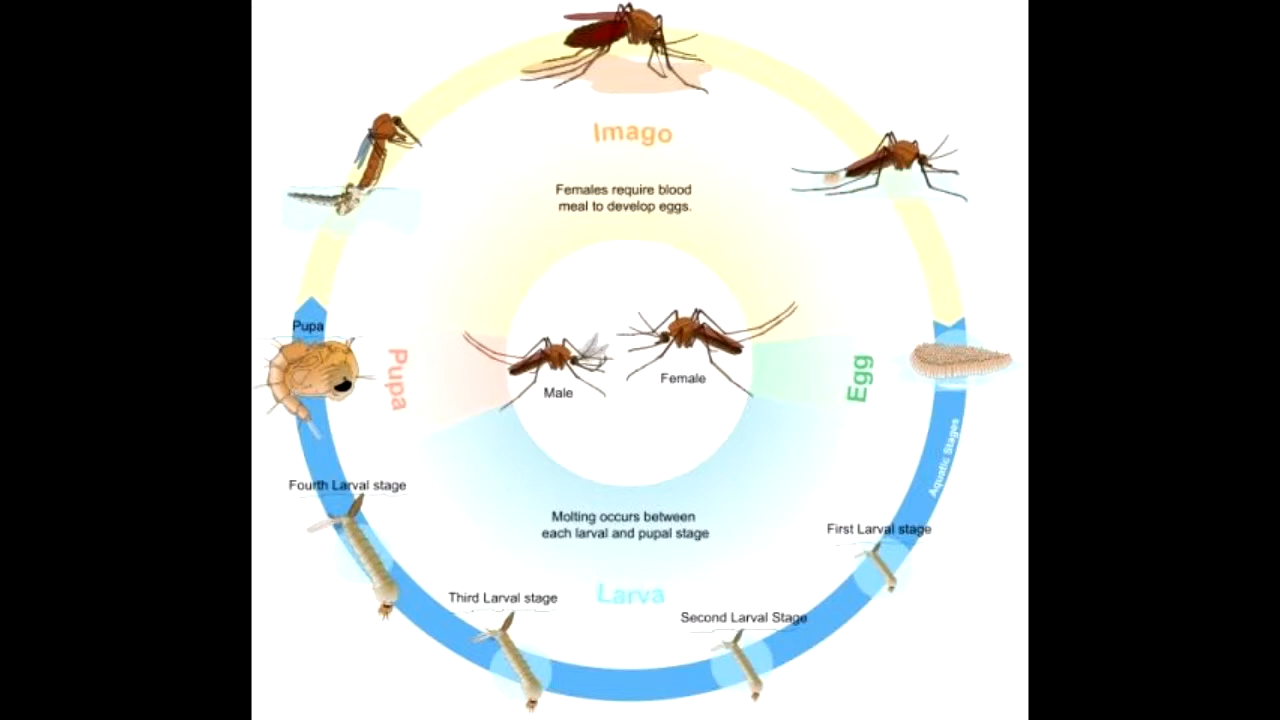 Imago
Females require blood
meal to develop eggs.
Pupa
Pupa
Male
Female
Egg
Aquatic Stages
Fourth Larval stage
Molting occurs between
each larval and pupal stage
First Larval stage
Third Larval stage
Larva
Second Larval Stage